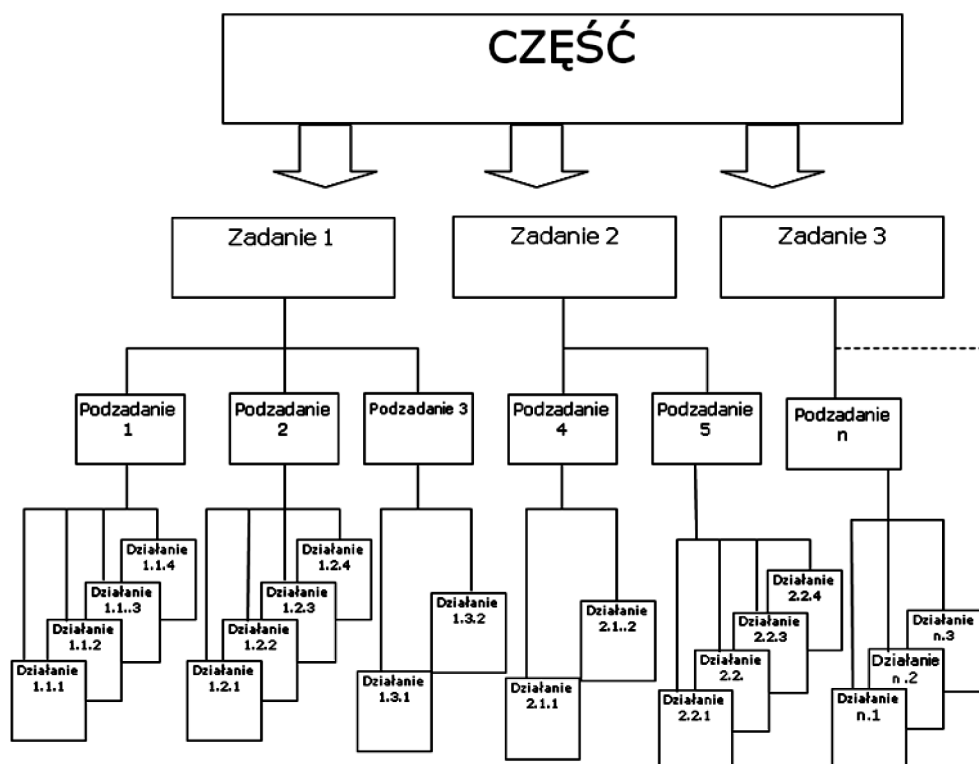 CZĘŚĆ
Zadanie 1
Zadanie 2
Zadanie 3
Podzadanie
1
Podzadanie
2
Podzadanie 3
Podzadanie
4
Podzadanie
5
Podzadanie
n
Działanie
1.1.1
Działanie
1.1.2
Działanie
1.1..3
Działanie
1.1.4
Działanie
1.2.1
Działanie
1.2.2
Działanie
1.2.3
Działanie
1.2.4
Działanie
1.3.1
Działanie
1.3.2
Działanie
2.1.1
Działanie
2.1..2
Działanie
2.2.1
Działanie
2.2.
Działanie
2.2.3
Działanie
2.2.4
Działanie
n.1
Działanie
n .2
Działanie
n.3